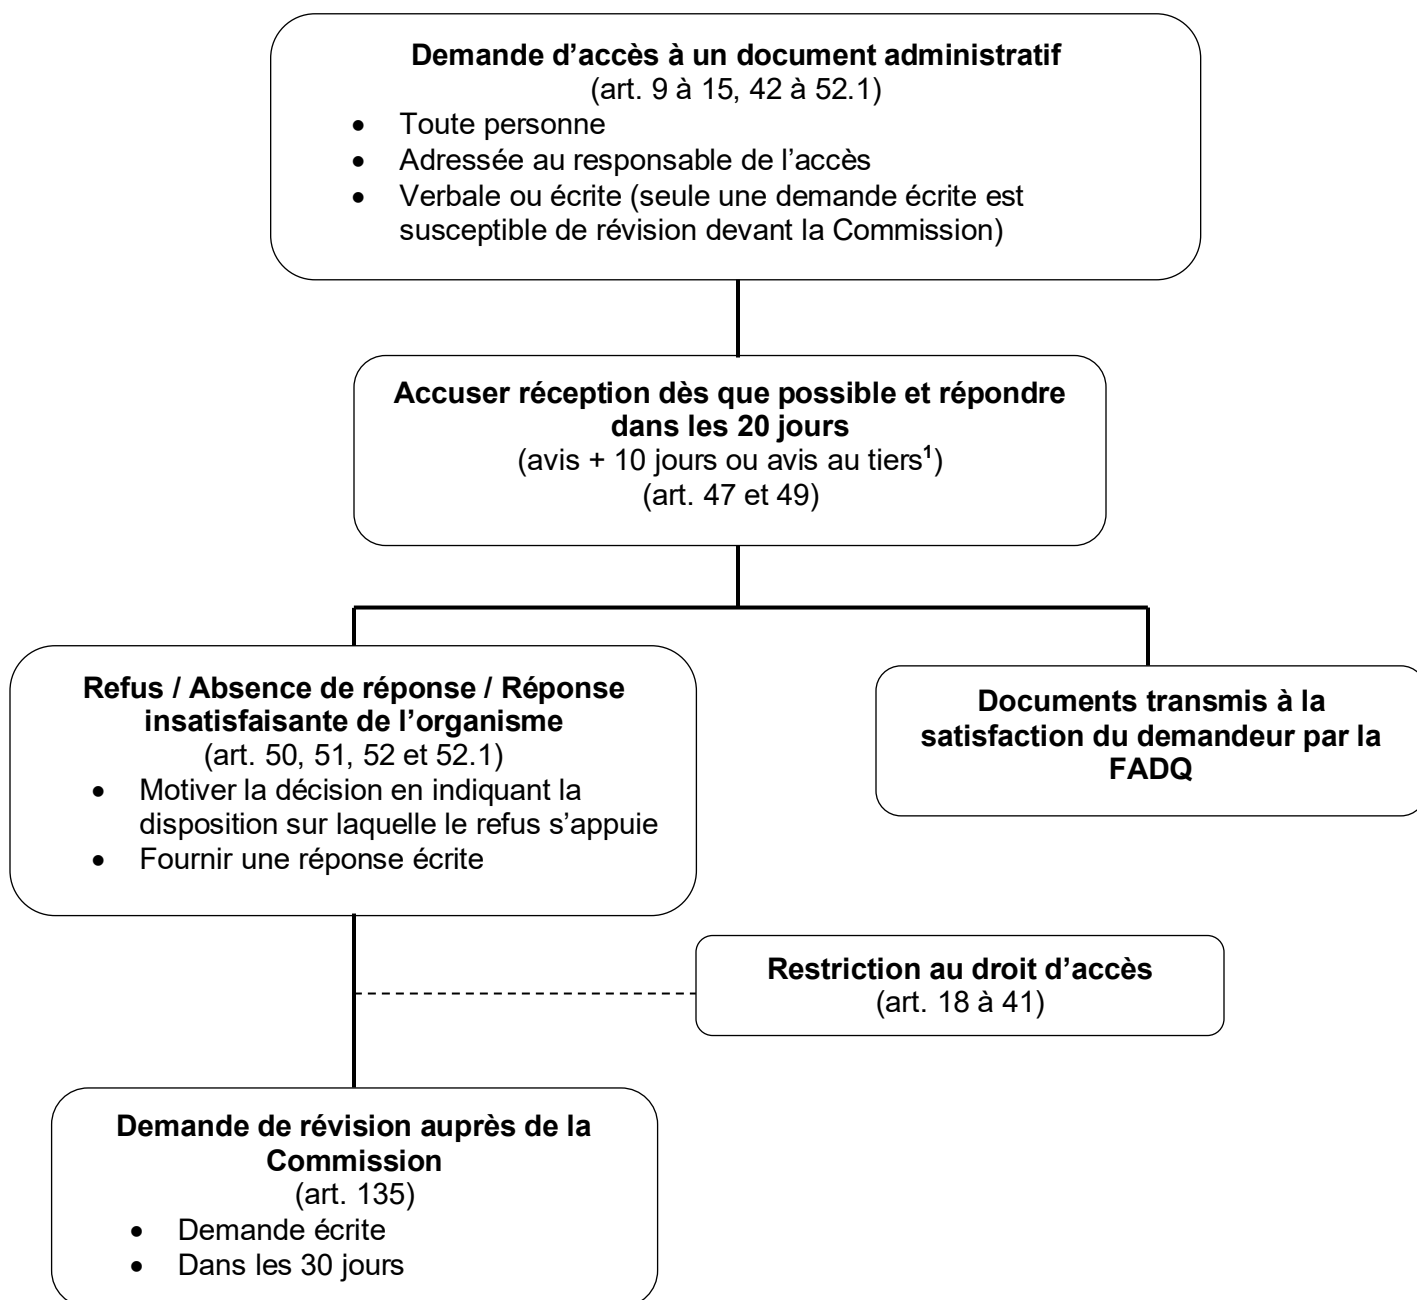 Demande d’accès à un document administratif
(art. 9 à 15, 42 à 52.1)
• Toute personne
• Adressée au responsable de l’accès
• Verbale ou écrite (seule une demande écrite est
susceptible de révision devant la Commission)
Accuser réception dès que possible et répondre
dans les 20 jours
(avis + 10 jours ou avis au tiers¹)
(art. 47 et 49)
Refus / Absence de réponse / Réponse
insatisfaisante de l’organisme
(art. 50, 51, 52 et 52.1)
• Motiver la décision en indiquant la
disposition sur laquelle le refus s’appuie
• Fournir une réponse écrite
Documents transmis à la
satisfaction du demandeur par la
FADQ
Restriction au droit d’accès
(art. 18 à 41)
Demande de révision auprès de la
Commission
(art. 135)
• Demande écrite
• Dans les 30 jours